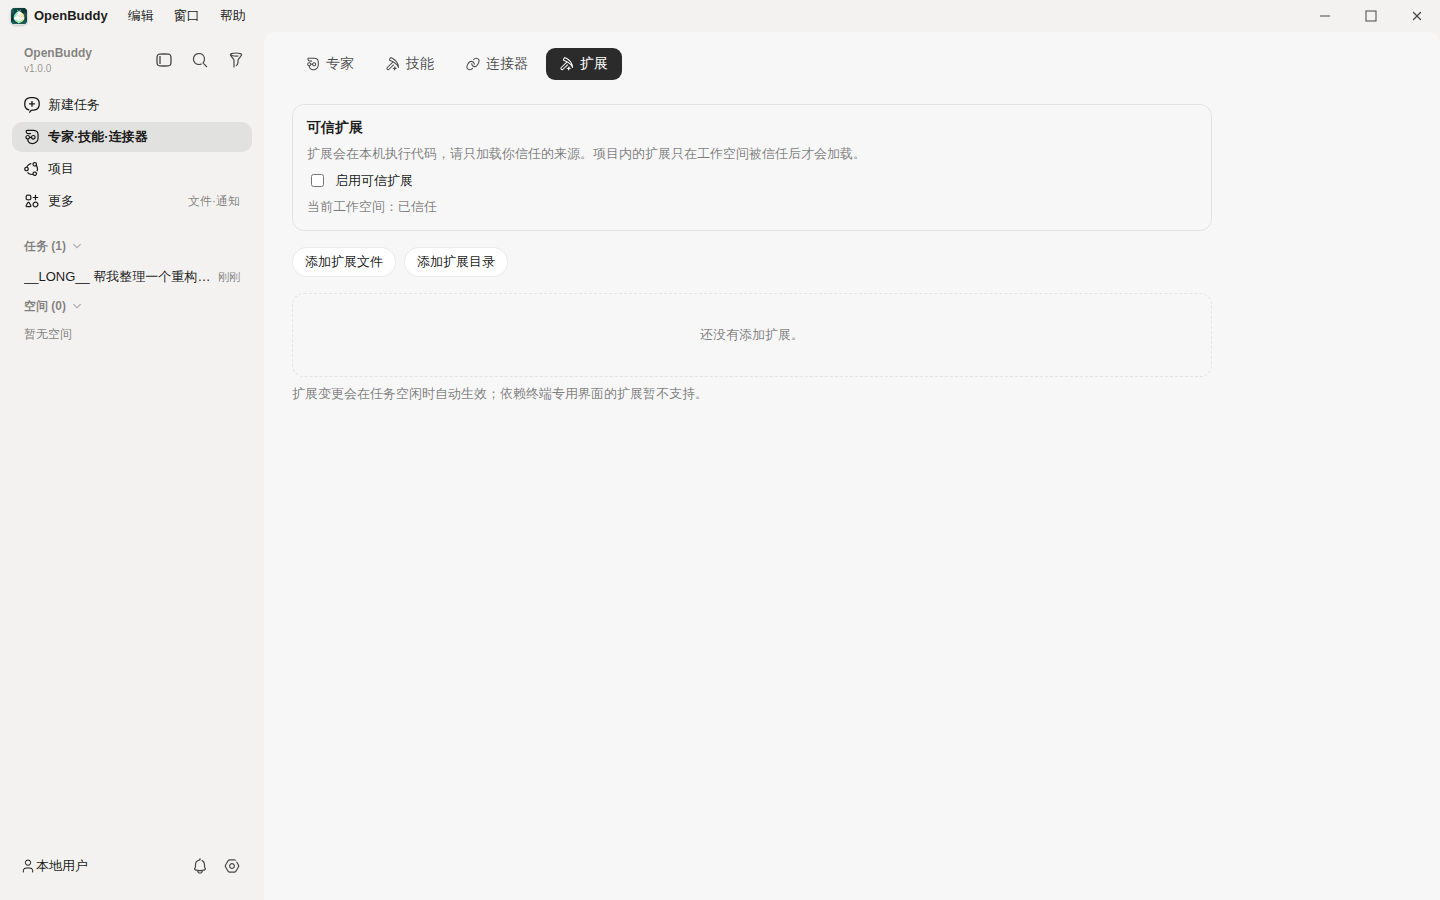 OpenBuddy 编辑 窗口 帮助
OpenBuddy
v1.0.0
新建任务
专家·技能·连接器
项目
更多 文件·通知
任务 (1)
__LONG__ 帮我整理一个重构… 刚刚
空间 (0)
暂无空间
本地用户
专家 技能 连接器 扩展
可信扩展
扩展会在本机执行代码，请只加载你信任的来源。项目内的扩展只在工作空间被信任后才会加载。
启用可信扩展
当前工作空间：已信任
添加扩展文件 添加扩展目录
还没有添加扩展。
扩展变更会在任务空闲时自动生效；依赖终端专用界面的扩展暂不支持。